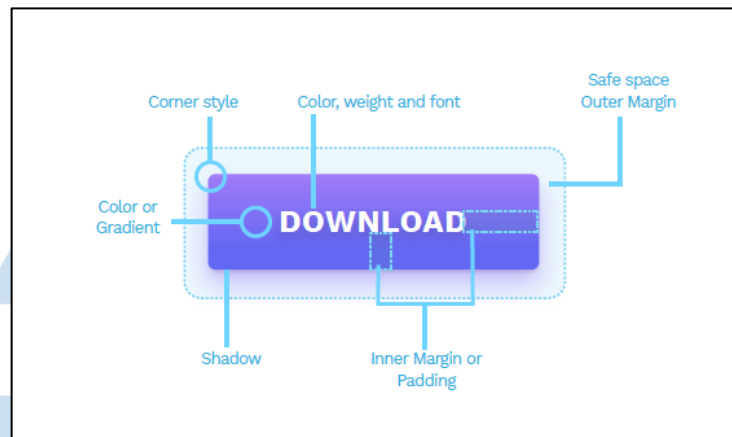 Safe space
Outer Margin
Corner style
Color, weight and font
Color or
Gradient
DOWNLOAD
Shadow
Inner Margin or
Padding